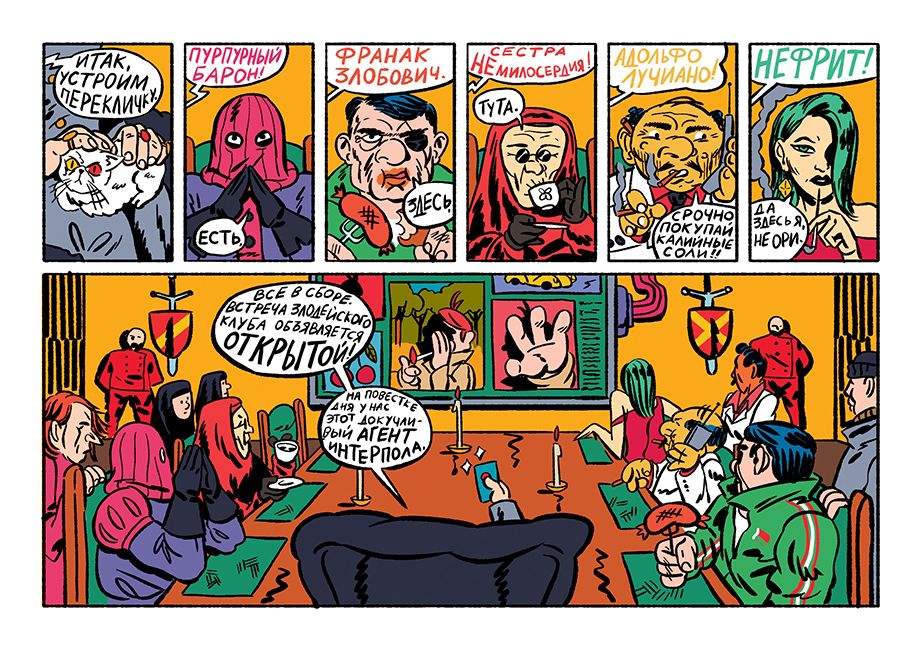 ИТАК,
УСТРОИМ
ПЕРЕКЛИЧКУ.
ПУРПУРНЫЙ
БАРОН!
ЕСТЬ.
ФРАНАК
ЗЛОБОВИЧ.
ЗДЕСЬ.
СЕСТРА
НЕМИЛОСЕРДИЯ!
ТУТА.
АДОЛЬФО
ЛУЧИАНО!
СРОЧНО
ПОКУПАЙ
КАЛИЙНЫЕ
СОЛИ!!
НЕФРИТ!
ДА
ЗДЕСЬ Я,
НЕ ОРИ.
ВСЕ В СБОРЕ.
ВСТРЕЧА ЗЛОДЕЙСКОГО
КЛУБА ОБЪЯВЛЯЕТСЯ
ОТКРЫТОЙ!
НА ПОВЕСТКЕ
ДНЯ У НАС
ЭТОТ ДОКУЧЛИ-
ВЫЙ АГЕНТ
ИНТЕРПОЛА.